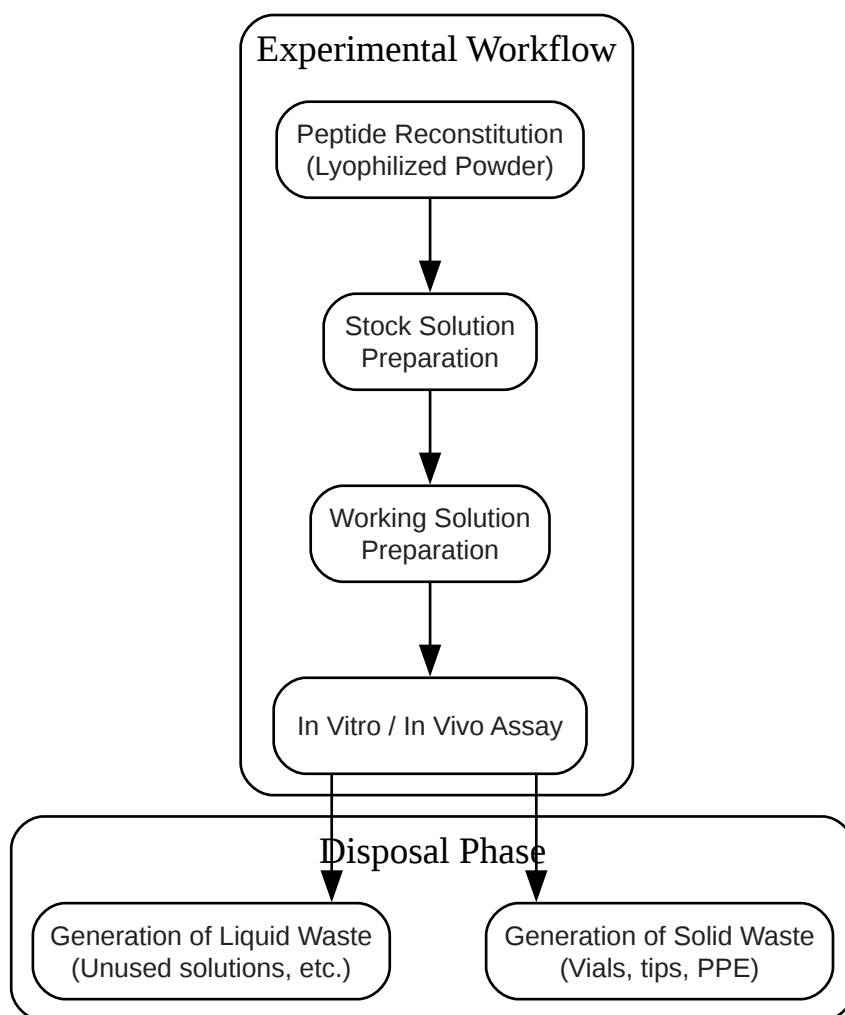 Experimental Workflow
Peptide Reconstitution
(Lyophilized Powder)
Stock Solution
Preparation
Working Solution
Preparation
In Vitro / In Vivo Assay
Disposal Phase
Generation of Liquid Waste
(Unused solutions, etc.)
Generation of Solid Waste
(Vials, tips, PPE)